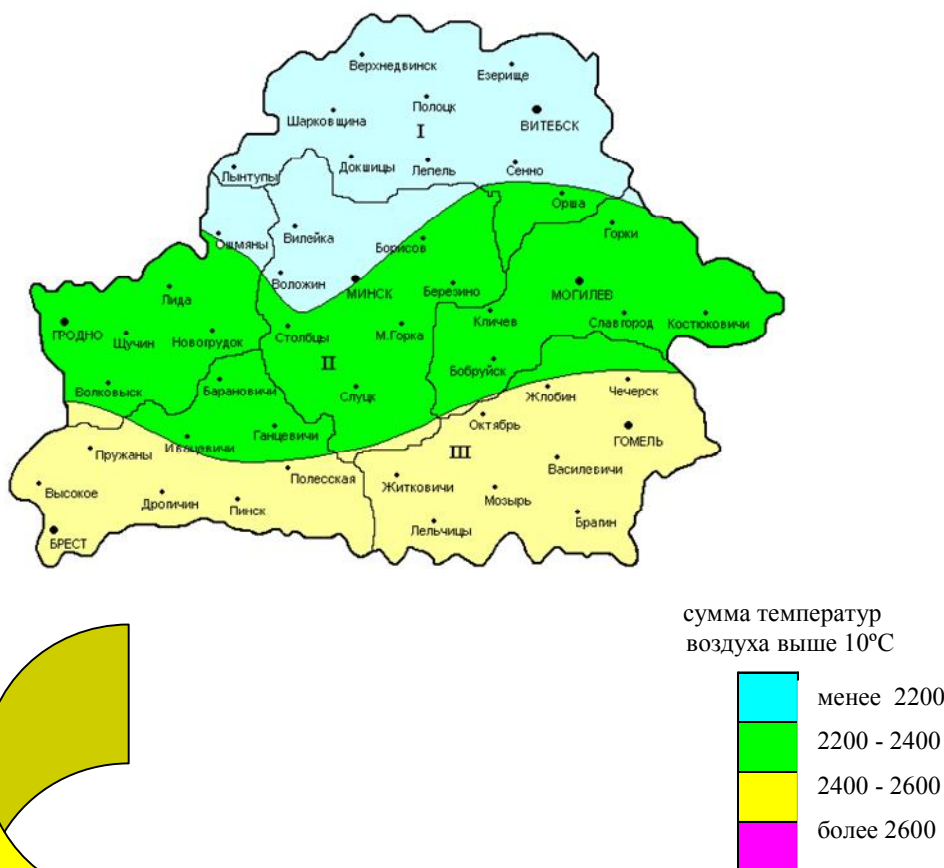 Верхнедвинск
Езерище
Полоцк
Шарковщина
ВИТЕБСК
I
Докшицы
Лепель
Сенно
Лынтупы
Орша
Вилейка
Горки
Ошмяны
Борисов
Воложин
МИНСК
Березино
МОГИЛЕВ
Лида
ГРОДНО
Щучин
Новогрудок
Столбцы
М.Горка
Кличев
Славгород
Костюковичи
II
Бобруйск
Волковыск
Барановичи
Слуцк
Жлобин
Чечерск
Октябрь
Ганцевичи
ГОМЕЛЬ
Ивацевичи
Пружаны
III
Василевичи
Полесская
Житковичи
Высокое
Дрогичин
Пинск
Мозырь
Брагин
Лельчицы
БРЕСТ
сумма температур
воздуха выше 10ºС
менее 2200
2200 - 2400
2400 - 2600
более 2600